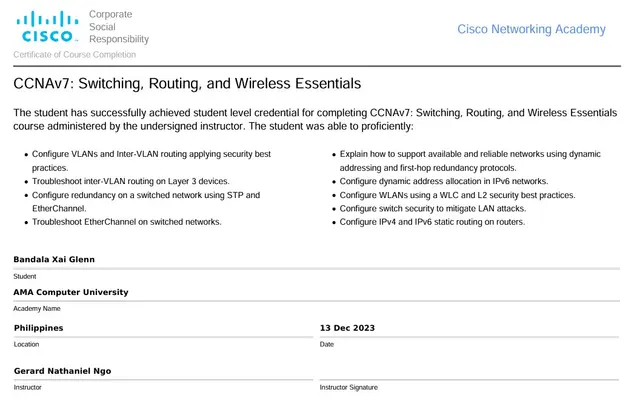 CISCO™
Corporate
Social
Responsibility
Cisco Networking Academy
Certificate of Course Completion
CCNAv7: Switching, Routing, and Wireless Essentials
The student has successfully achieved student level credential for completing CCNAv7: Switching, Routing, and Wireless Essentials
course administered by the undersigned instructor. The student was able to proficiently:
• Configure VLANs and Inter-VLAN routing applying security best
practices.
• Troubleshoot inter-VLAN routing on Layer 3 devices.
• Configure redundancy on a switched network using STP and
EtherChannel.
• Troubleshoot EtherChannel on switched networks.
• Explain how to support available and reliable networks using dynamic
addressing and first-hop redundancy protocols.
• Configure dynamic address allocation in IPv6 networks.
• Configure WLANs using a WLC and L2 security best practices.
• Configure switch security to mitigate LAN attacks.
• Configure IPv4 and IPv6 static routing on routers.
Bandala Xai Glenn
Student
AMA Computer University
Academy Name
Philippines
Location
13 Dec 2023
Date
Gerard Nathaniel Ngo
Instructor
Instructor Signature